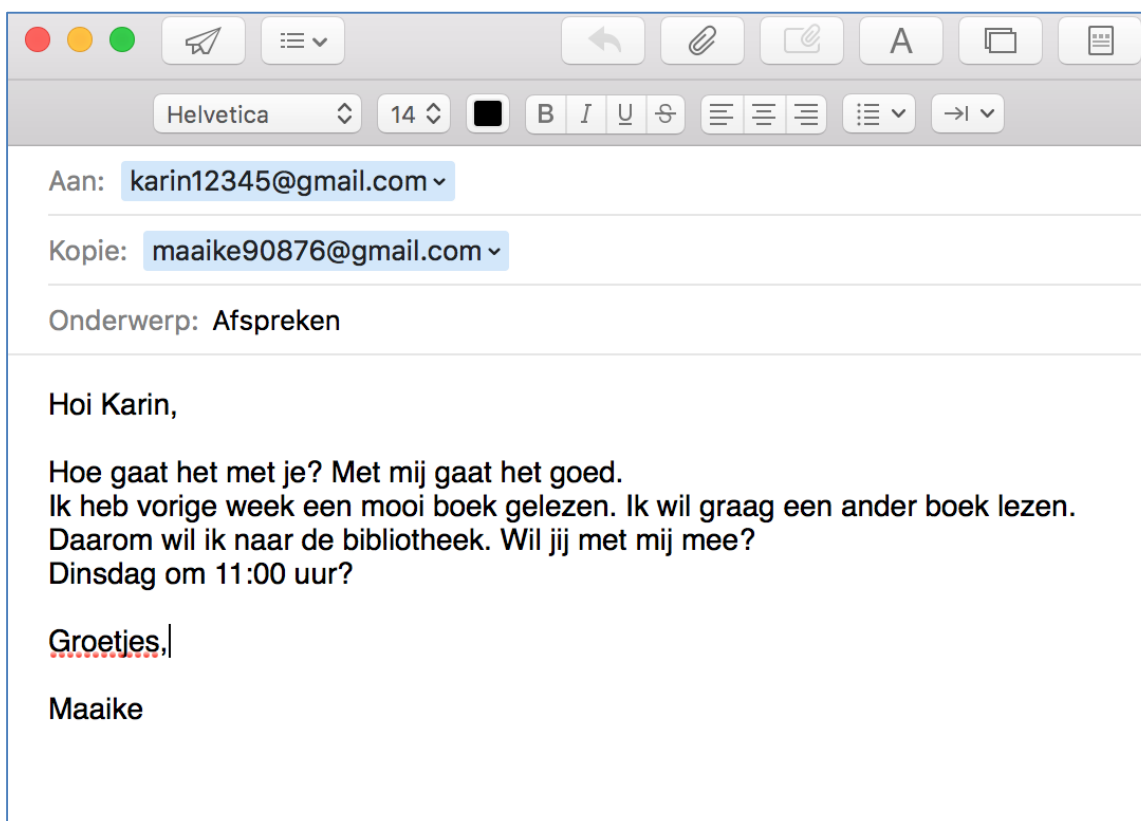 Helvetica 14 B I U S
Aan: karin12345@gmail.com
Kopie: maaike90876@gmail.com
Onderwerp: Afspreken
Hoi Karin,
Hoe gaat het met je? Met mij gaat het goed.
Ik heb vorige week een mooi boek gelezen. Ik wil graag een ander boek lezen.
Daarom wil ik naar de bibliotheek. Wil jij met mij mee?
Dinsdag om 11:00 uur?
Groetjes,
Maaike